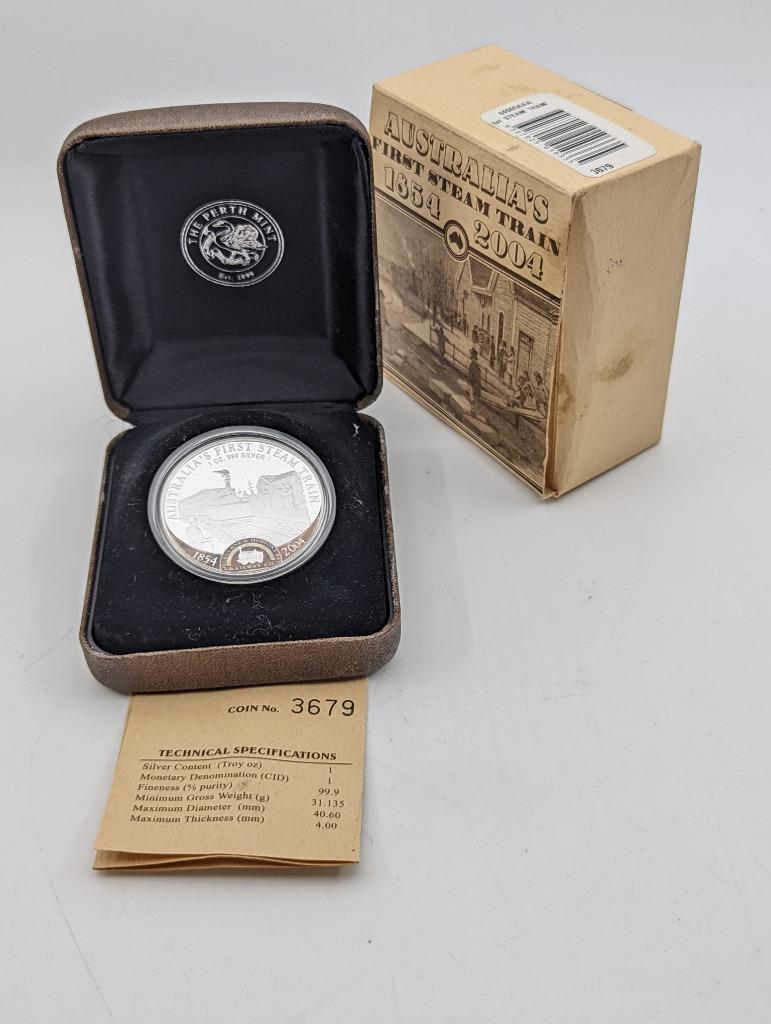 THE PERTH MINT
Est. 1899
AUSTRALIA'S
FIRST STEAM TRAIN
1854 2004
1st STEAM TRAIN
3679
AUSTRALIA'S FIRST STEAM TRAIN
1 OZ. 999 SILVER
1854 2004
RAILWAY CO.
COIN No. 3679
TECHNICAL SPECIFICATIONS
Silver Content (Troy oz) 1
Monetary Denomination (CID) 1
Fineness (% purity) 99.9
Minimum Gross Weight (g) 31.135
Maximum Diameter (mm) 40.60
Maximum Thickness (mm) 4.00